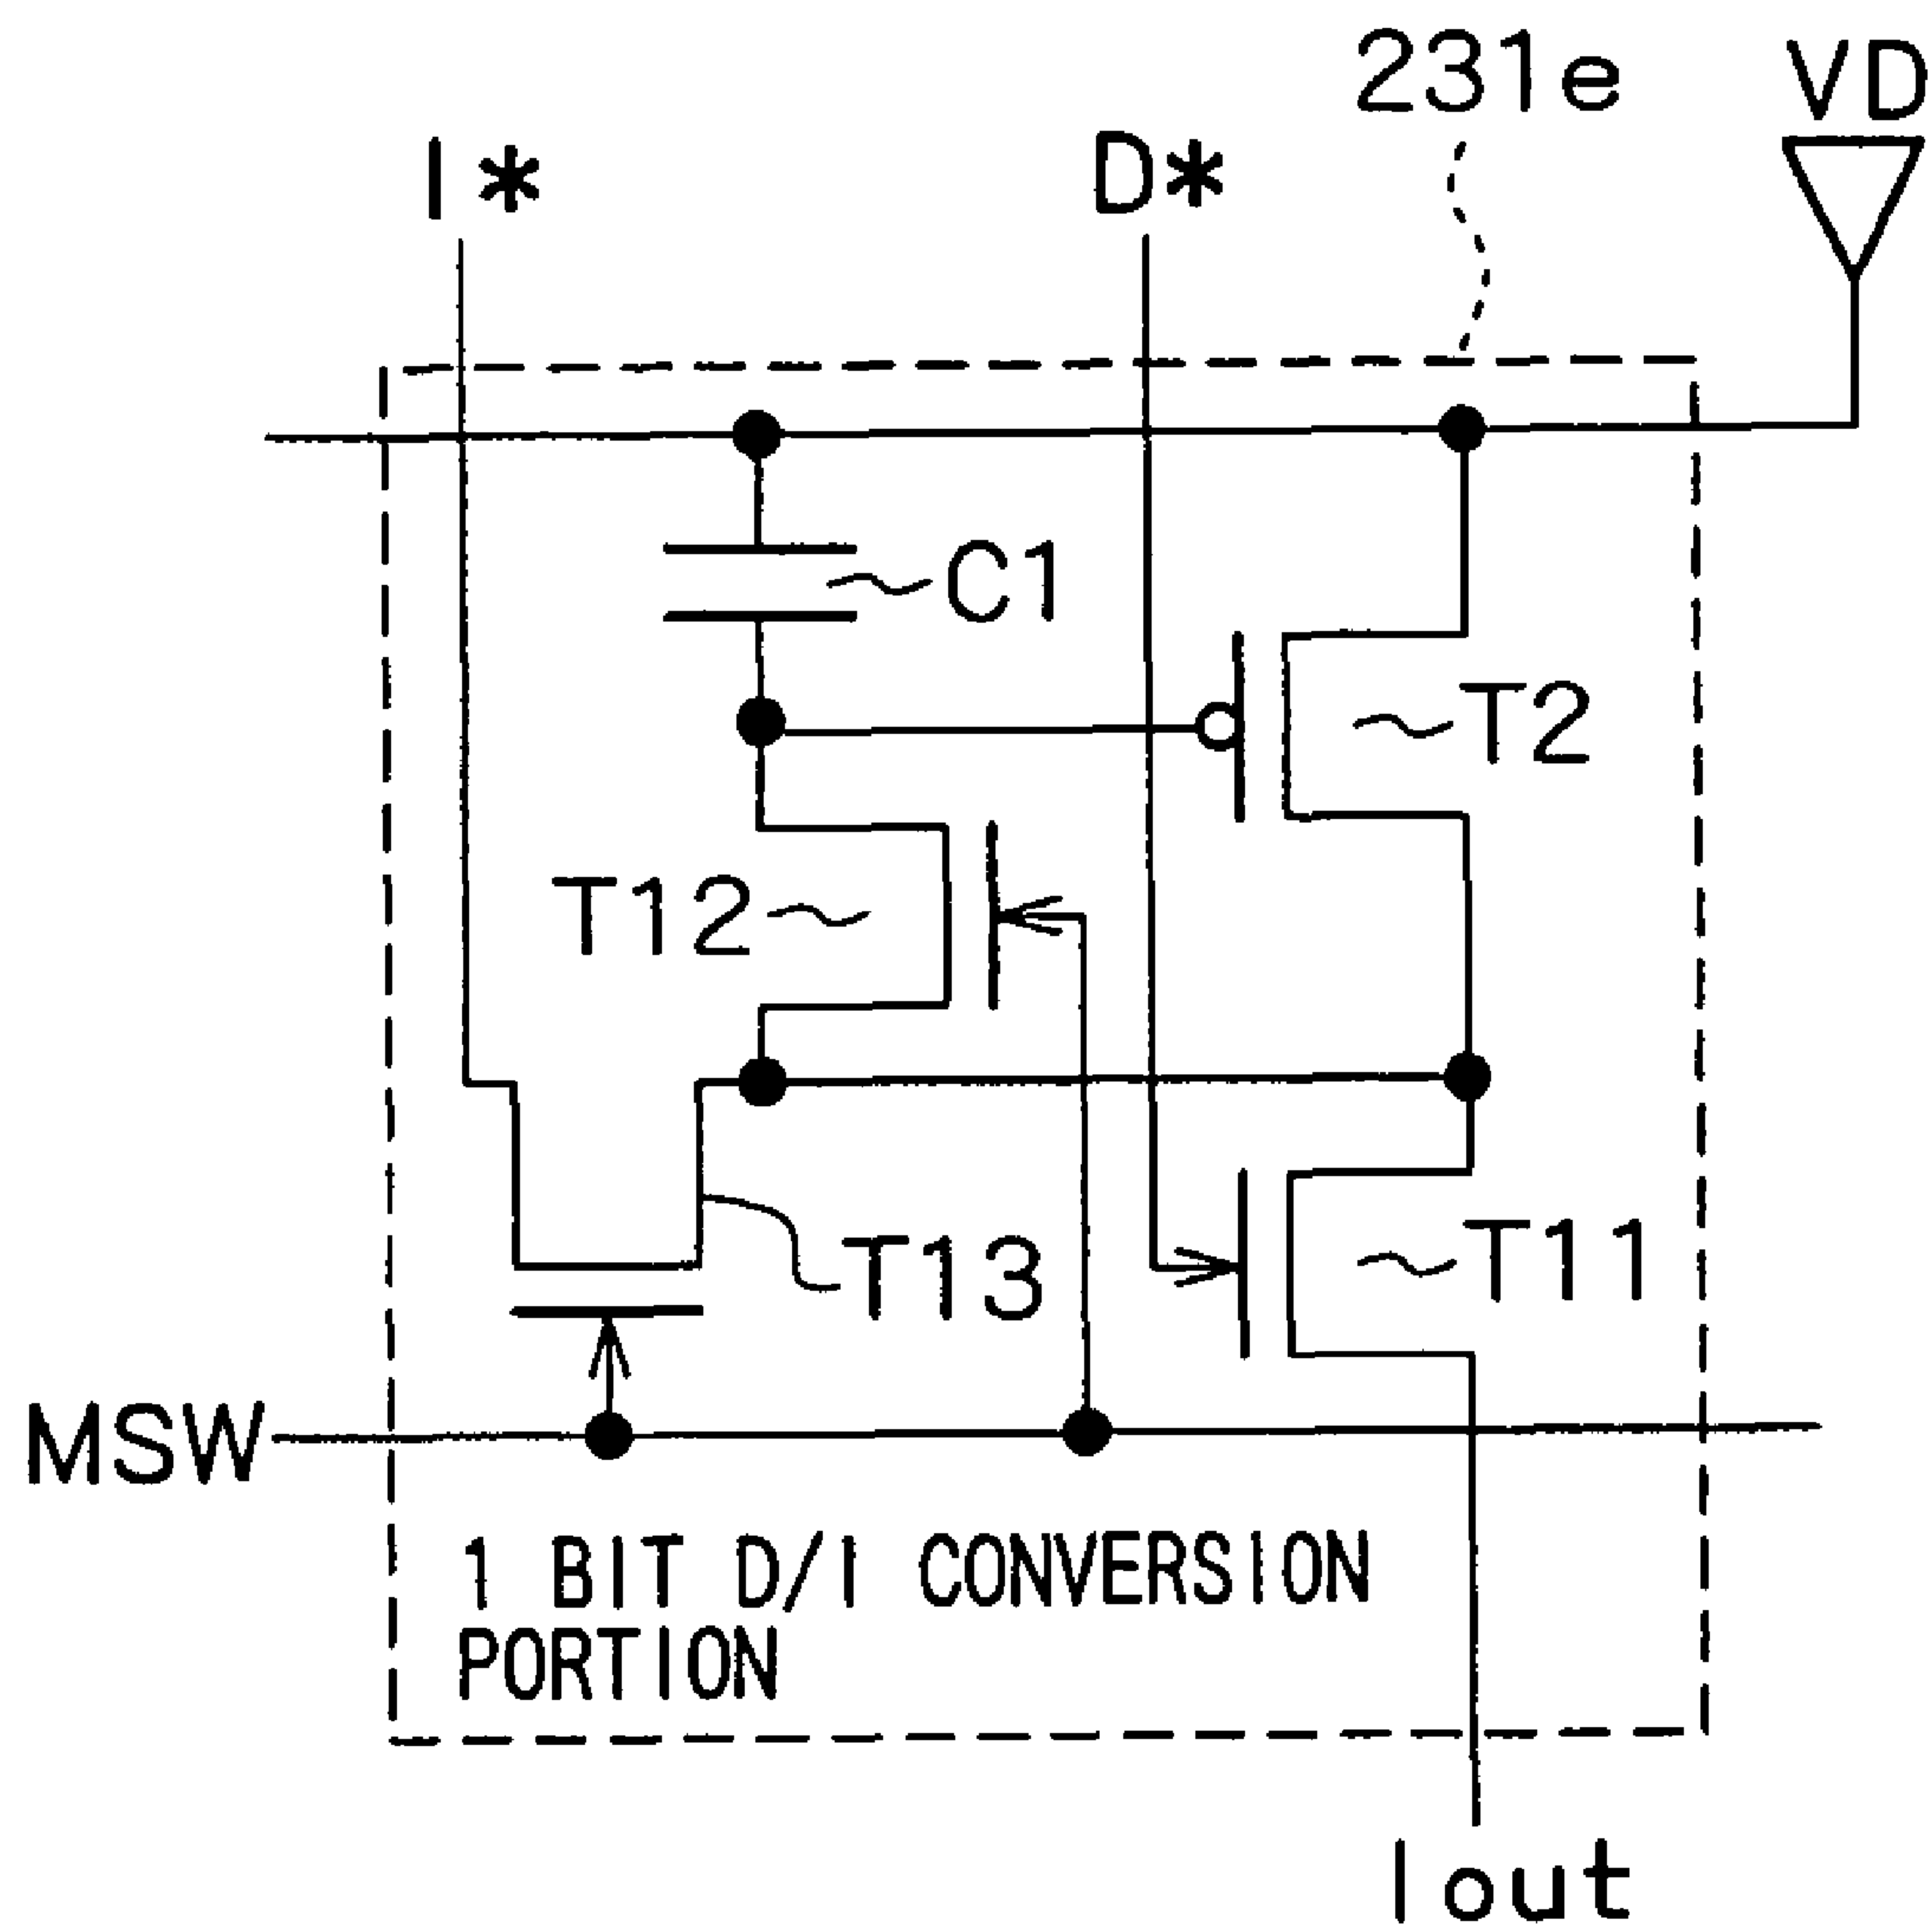 231e
VD
I*
D*
C1
T2
T12
T13
T11
MSW
1 BIT D/I CONVERSION
PORTION
Iout